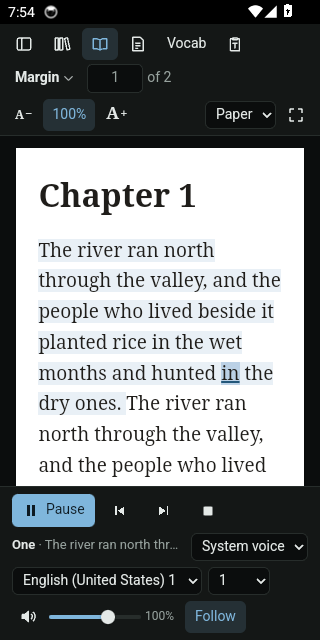 7:54
Vocab
Margin
1
of 2
A−
100%
A+
Paper
Chapter 1
The river ran north
through the valley, and the
people who lived beside it
planted rice in the wet
months and hunted in the
dry ones. The river ran
north through the valley,
and the people who lived
Pause
One · The river ran north thr...
System voice
English (United States) 1
1
100%
Follow